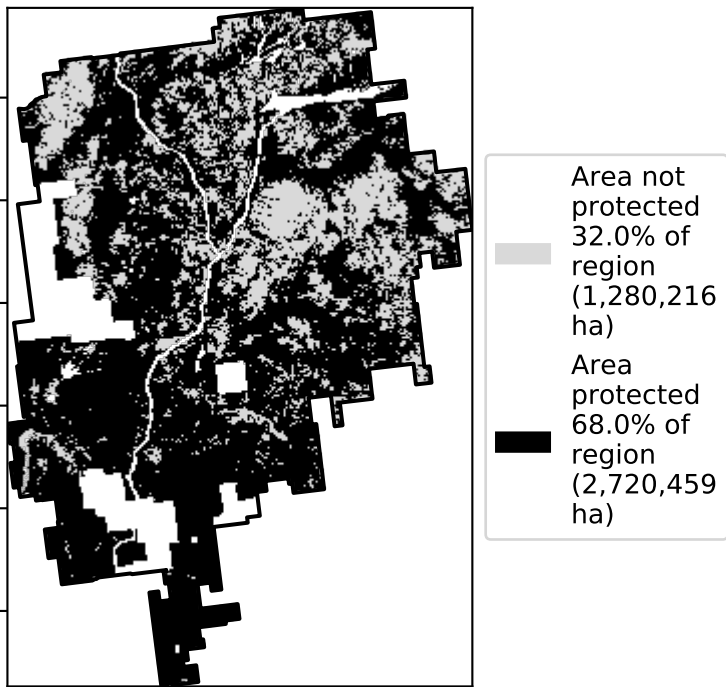 Area not
protected
32.0% of
region
(1,280,216
ha)
Area
protected
68.0% of
region
(2,720,459
ha)